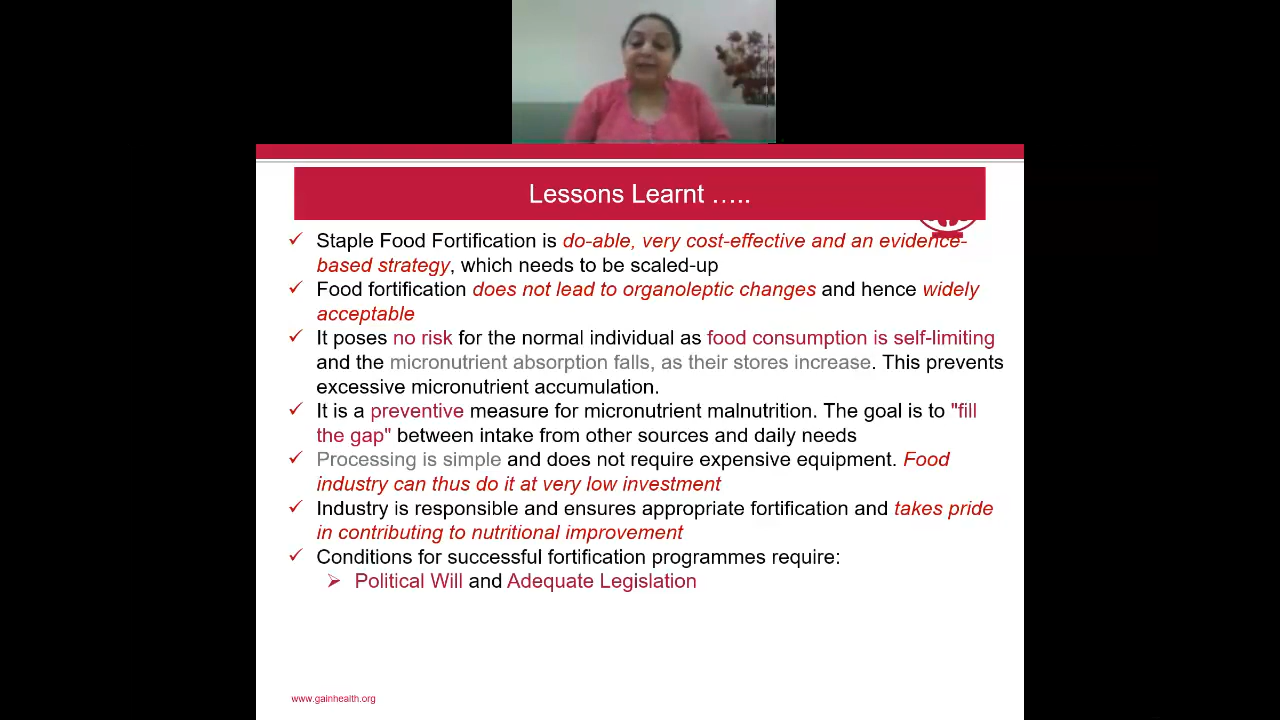 Lessons Learnt …..
✓ Staple Food Fortification is do-able, very cost-effective and an evidence-
based strategy, which needs to be scaled-up
✓ Food fortification does not lead to organoleptic changes and hence widely
acceptable
✓ It poses no risk for the normal individual as food consumption is self-limiting
and the micronutrient absorption falls, as their stores increase. This prevents
excessive micronutrient accumulation.
✓ It is a preventive measure for micronutrient malnutrition. The goal is to "fill
the gap" between intake from other sources and daily needs
✓ Processing is simple and does not require expensive equipment. Food
industry can thus do it at very low investment
✓ Industry is responsible and ensures appropriate fortification and takes pride
in contributing to nutritional improvement
✓ Conditions for successful fortification programmes require:
➢ Political Will and Adequate Legislation
www.gainhealth.org